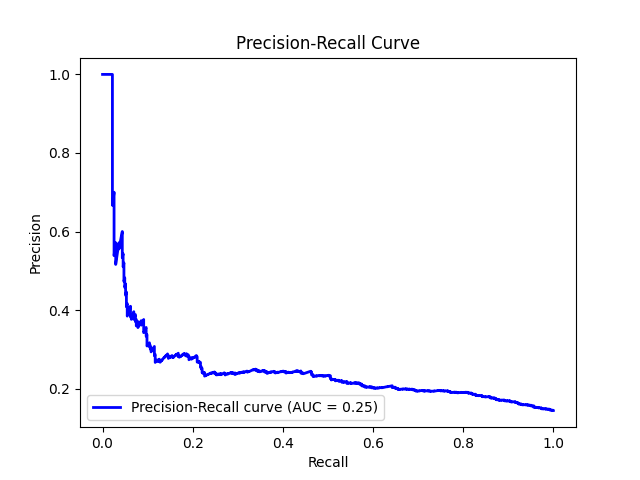 Precision-Recall Curve
1.0
0.8
0.6
0.4
0.2
Precision
Precision-Recall curve (AUC = 0.25)
0.0 0.2 0.4 0.6 0.8 1.0
Recall